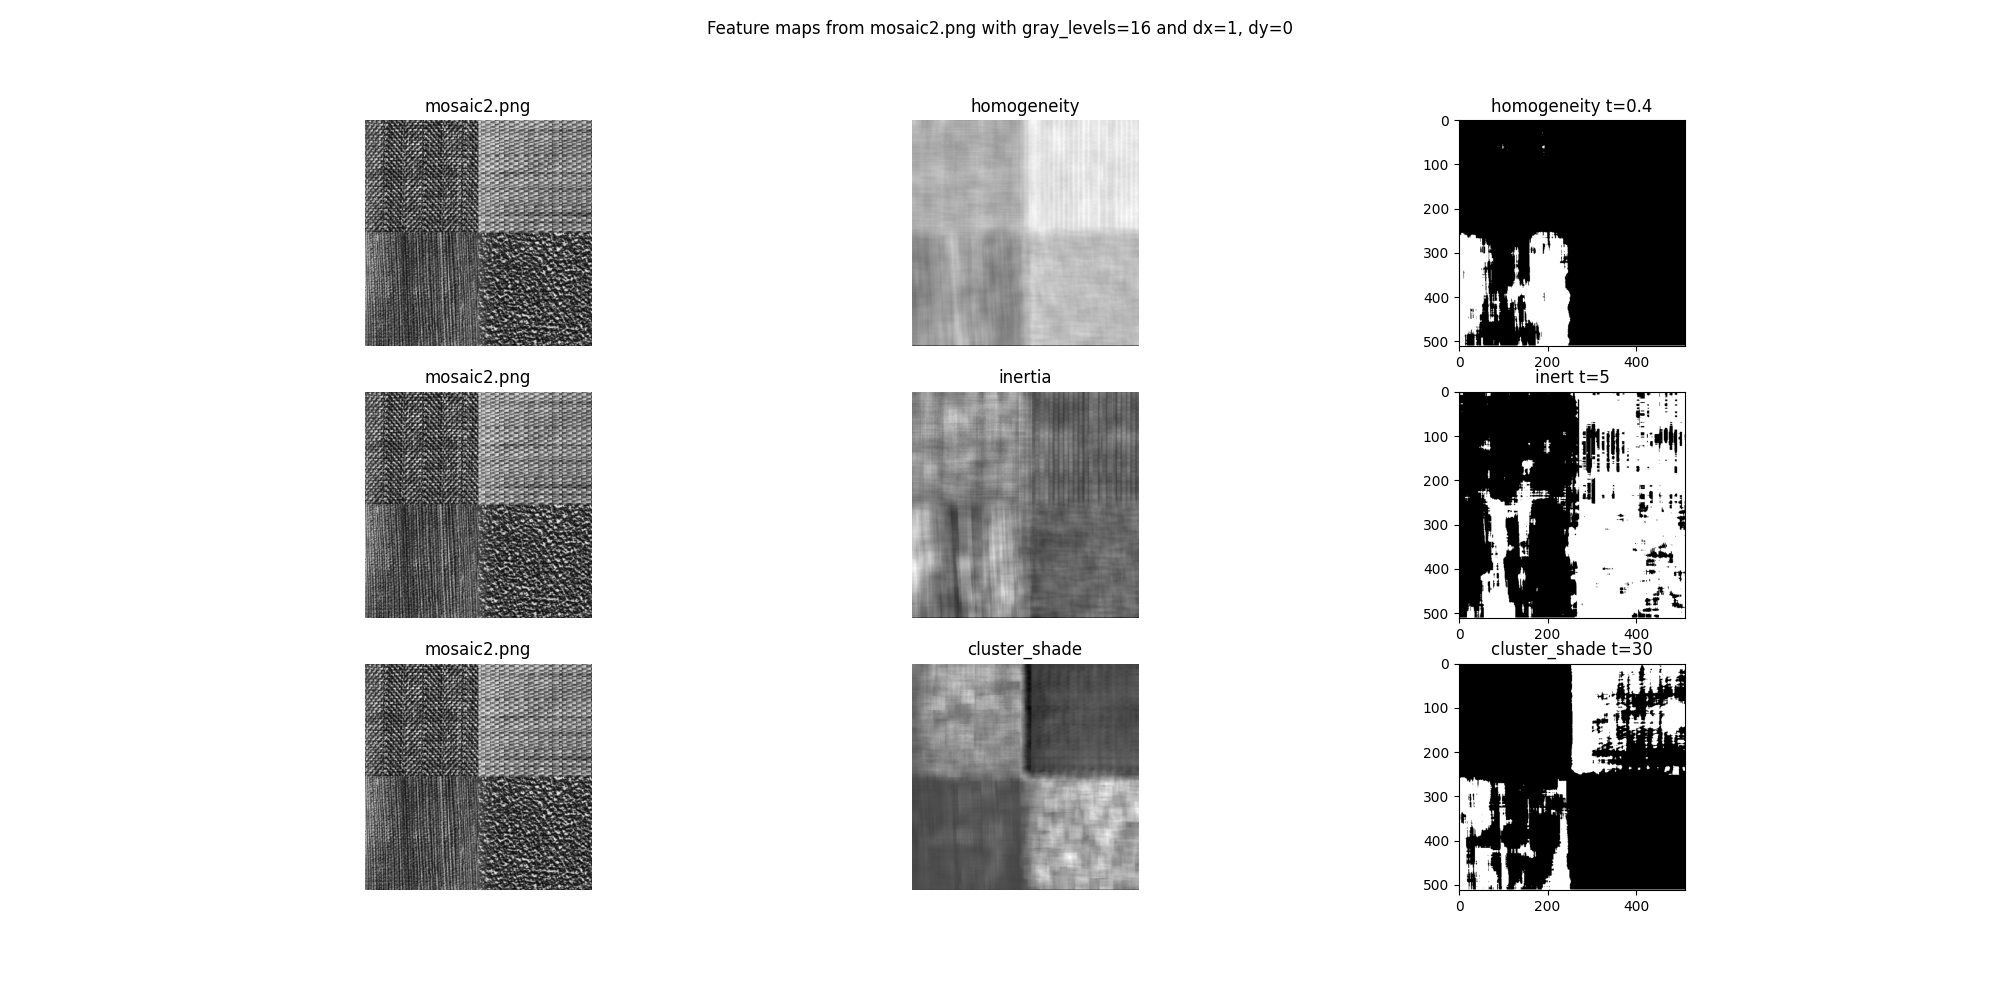 Feature maps from mosaic2.png with gray_levels=16 and dx=1, dy=0
mosaic2.png
homogeneity
homogeneity t=0.4
0
100
200
300
400
500
0 200 400
mosaic2.png
inertia
inert t=5
0
100
200
300
400
500
0 200 400
mosaic2.png
cluster_shade
cluster_shade t=30
0
100
200
300
400
500
0 200 400